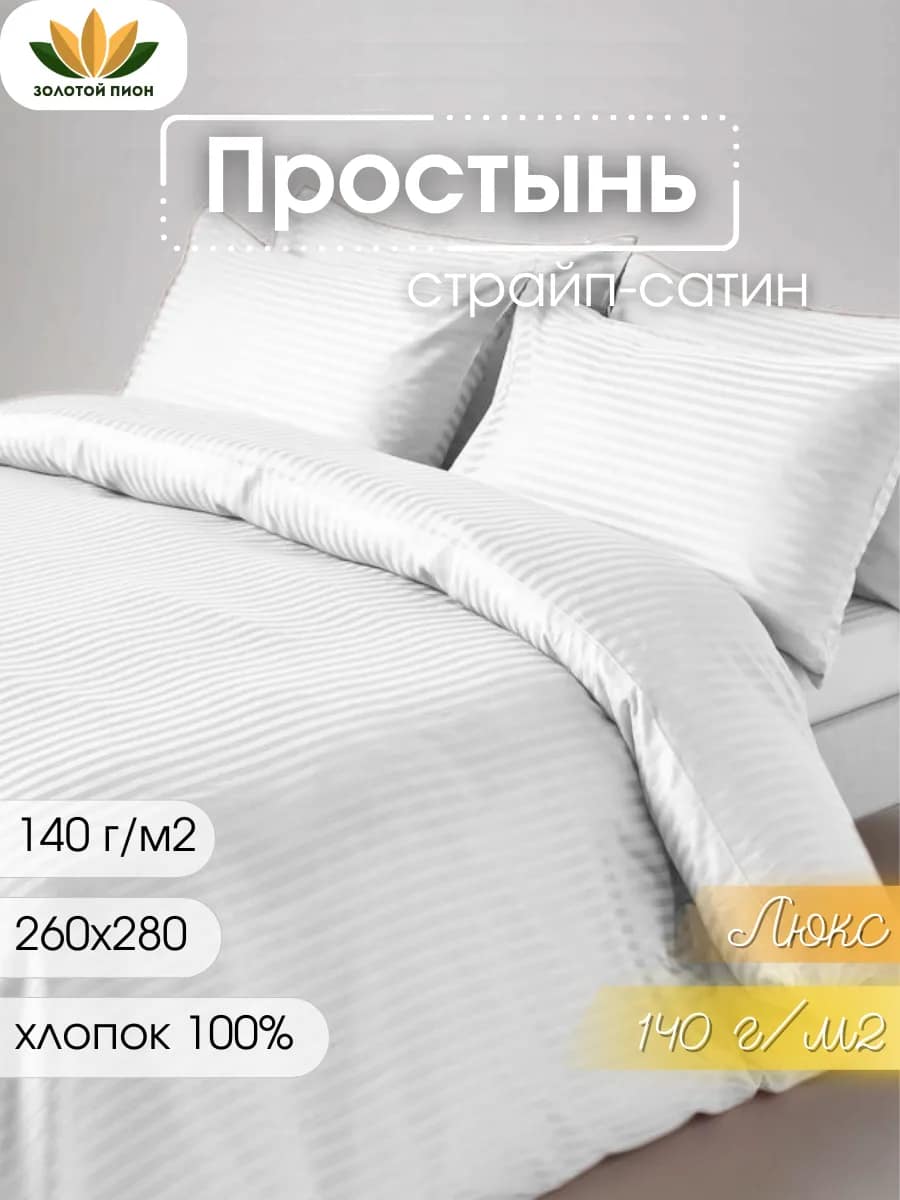 ЗОЛОТОЙ ПИОН
Простынь
страйп-сатин
140 г/м2
260х280
хлопок 100%
Люкс
140 г/м2